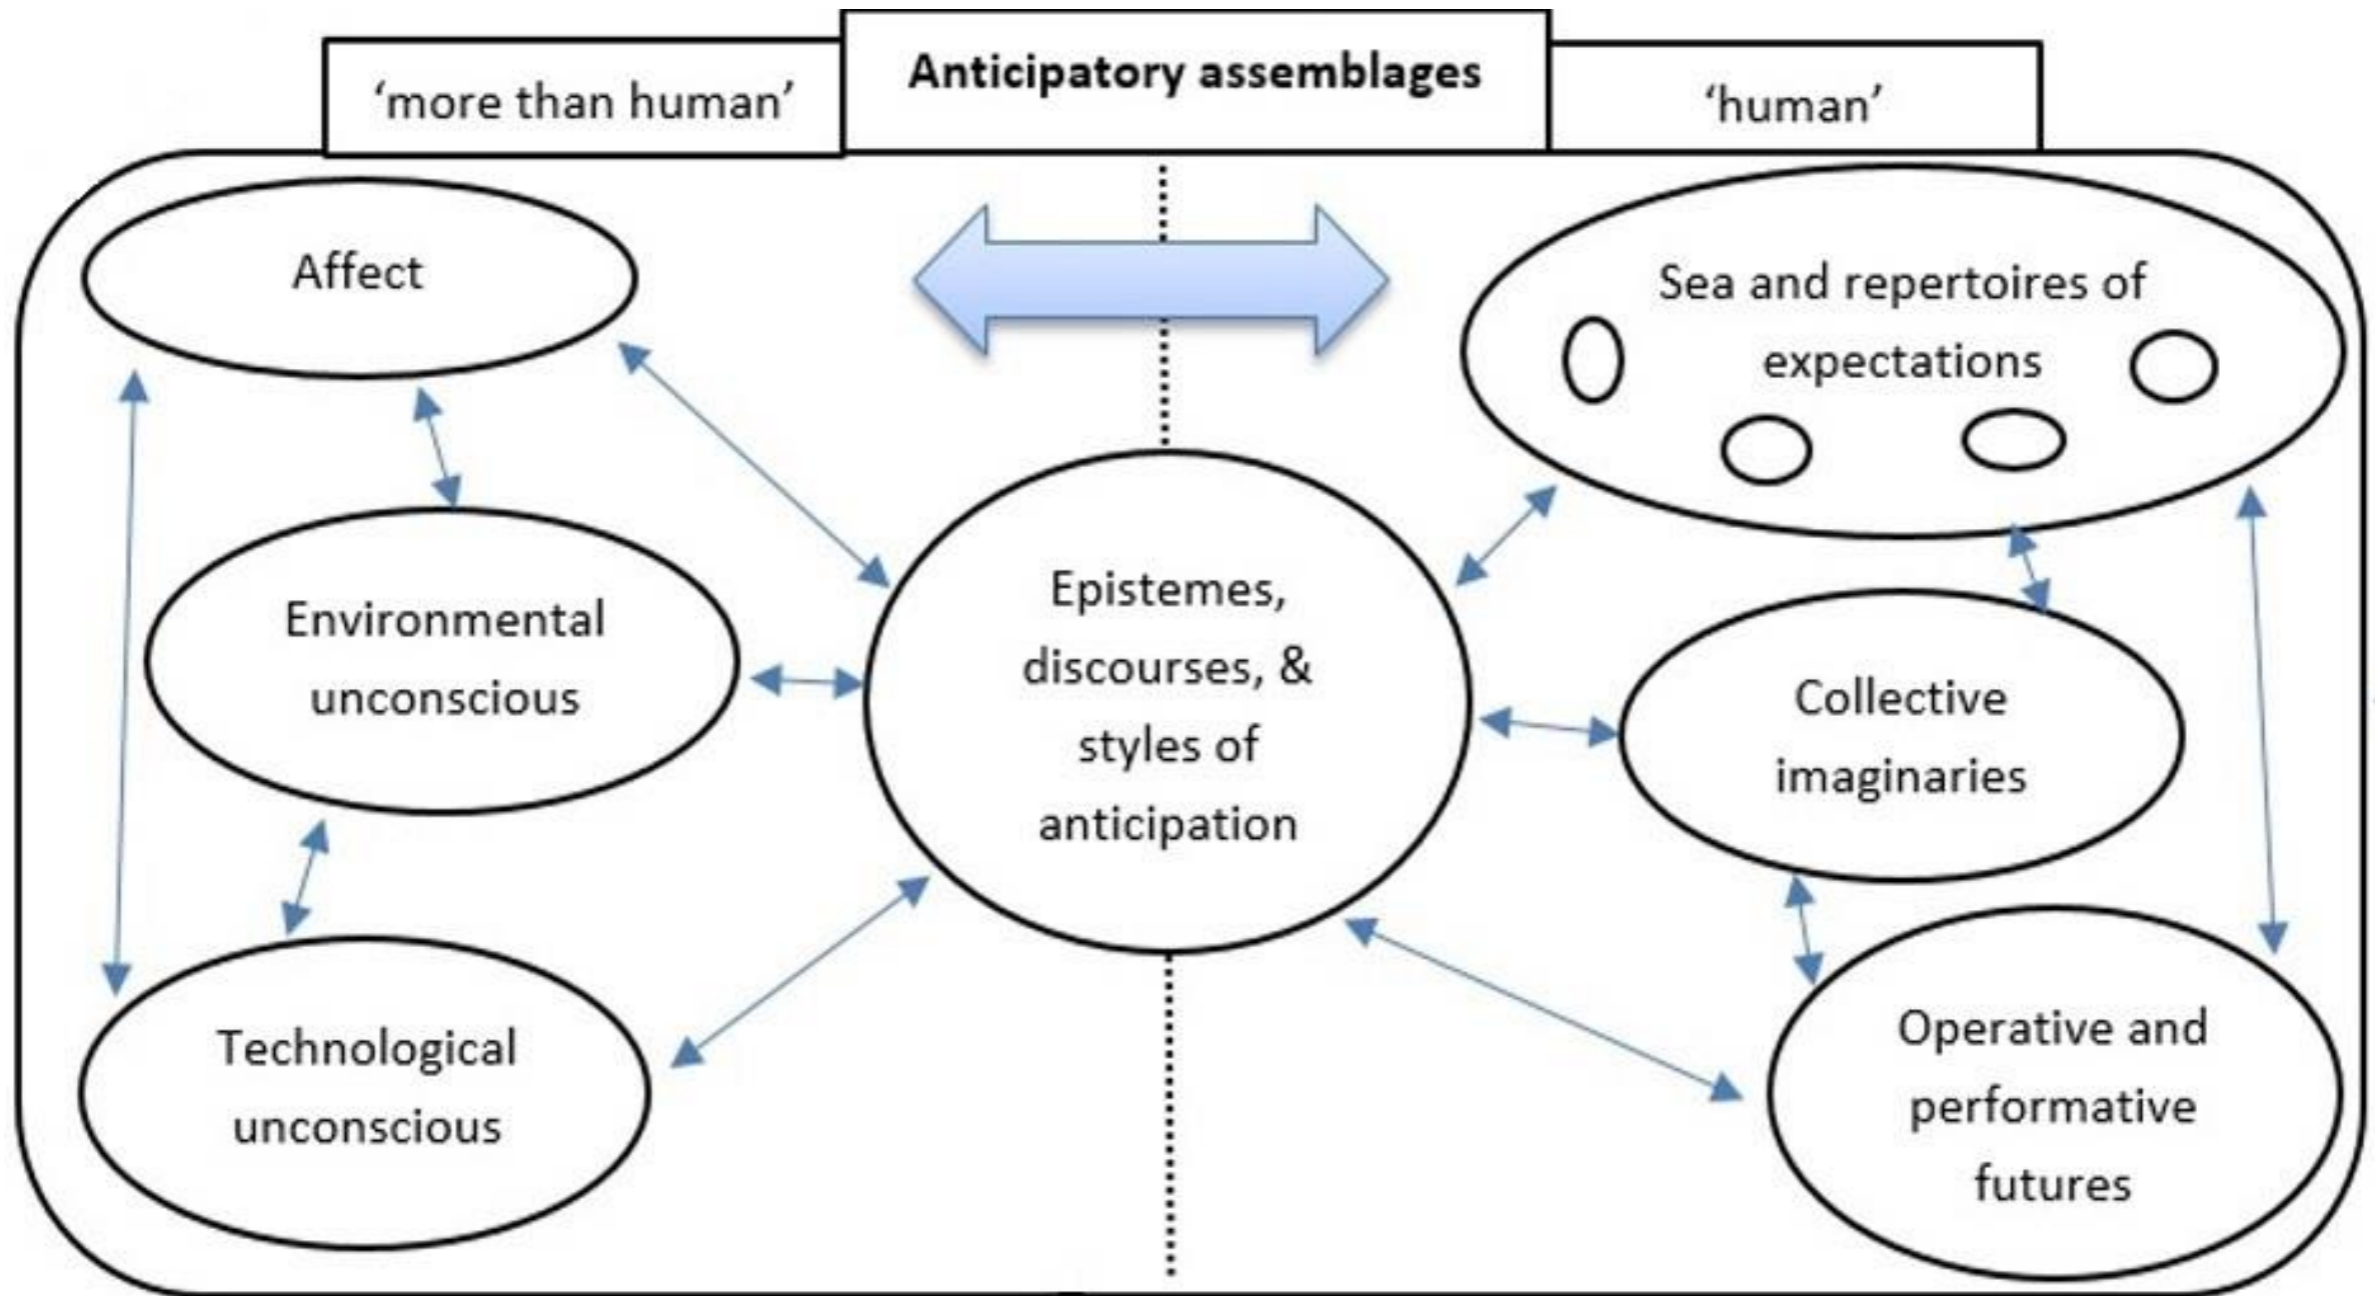 ‘more than human’
Anticipatory assemblages
‘human’
Affect
Sea and repertoires of
expectations
Environmental
unconscious
Epistemes,
discourses, &
styles of
anticipation
Collective
imaginaries
Technological
unconscious
Operative and
performative
futures